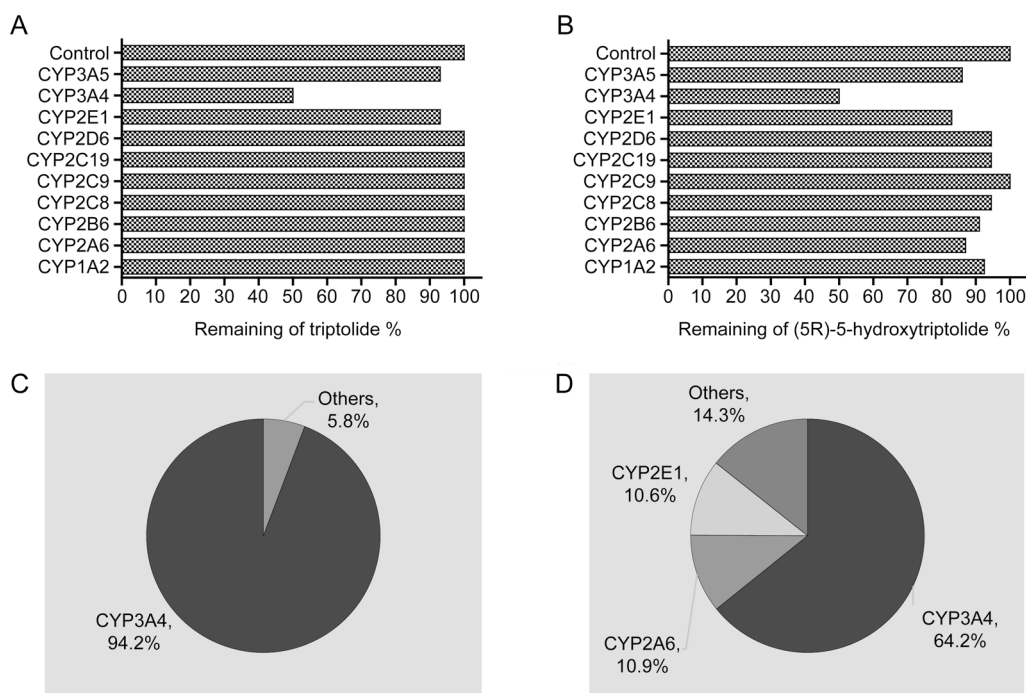 A
Control
CYP3A5
CYP3A4
CYP2E1
CYP2D6
CYP2C19
CYP2C9
CYP2C8
CYP2B6
CYP2A6
CYP1A2
0 10 20 30 40 50 60 70 80 90 100
Remaining of triptolide %
B
Control
CYP3A5
CYP3A4
CYP2E1
CYP2D6
CYP2C19
CYP2C9
CYP2C8
CYP2B6
CYP2A6
CYP1A2
0 10 20 30 40 50 60 70 80 90 100
Remaining of (5R)-5-hydroxytriptolide %
C
Others,
5.8%
CYP3A4,
94.2%
D
Others,
14.3%
CYP2E1,
10.6%
CYP2A6,
10.9%
CYP3A4,
64.2%